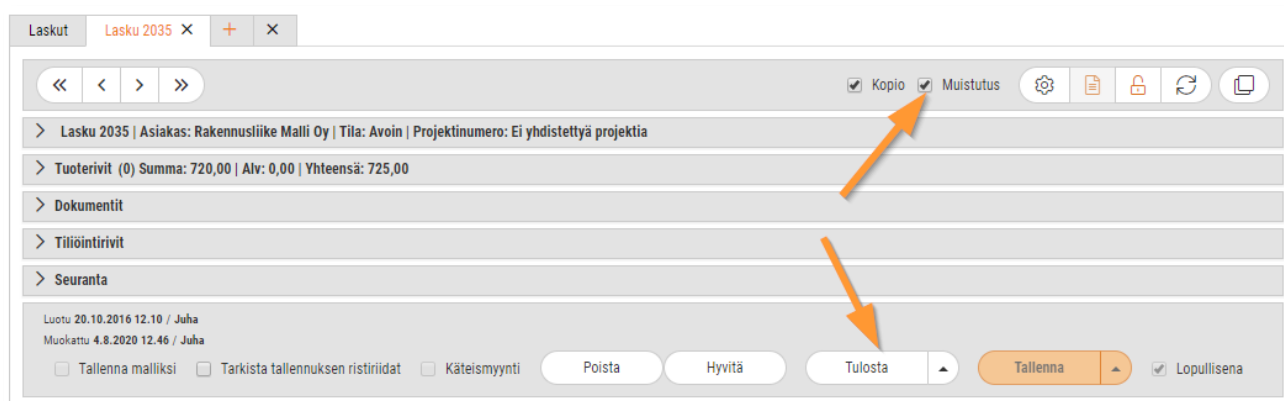 Laskut Lasku 2035
Kopio Muistutus
Lasku 2035 | Asiakas: Rakennusliike Malli Oy | Tila: Avoin | Projektinumero: Ei yhdistettyä projektia
Tuoterivit (0) Summa: 720,00 | Alv: 0,00 | Yhteensä: 725,00
Dokumentit
Tiliöintirivit
Seuranta
Luotu 20.10.2016 12.10 / Juha
Muokattu 4.8.2020 12.46 / Juha
Tallenna malliksi Tarkista tallennuksen ristiriidat Käteismyynti Poista Hyvitä Tulosta Tallenna Lopullisena